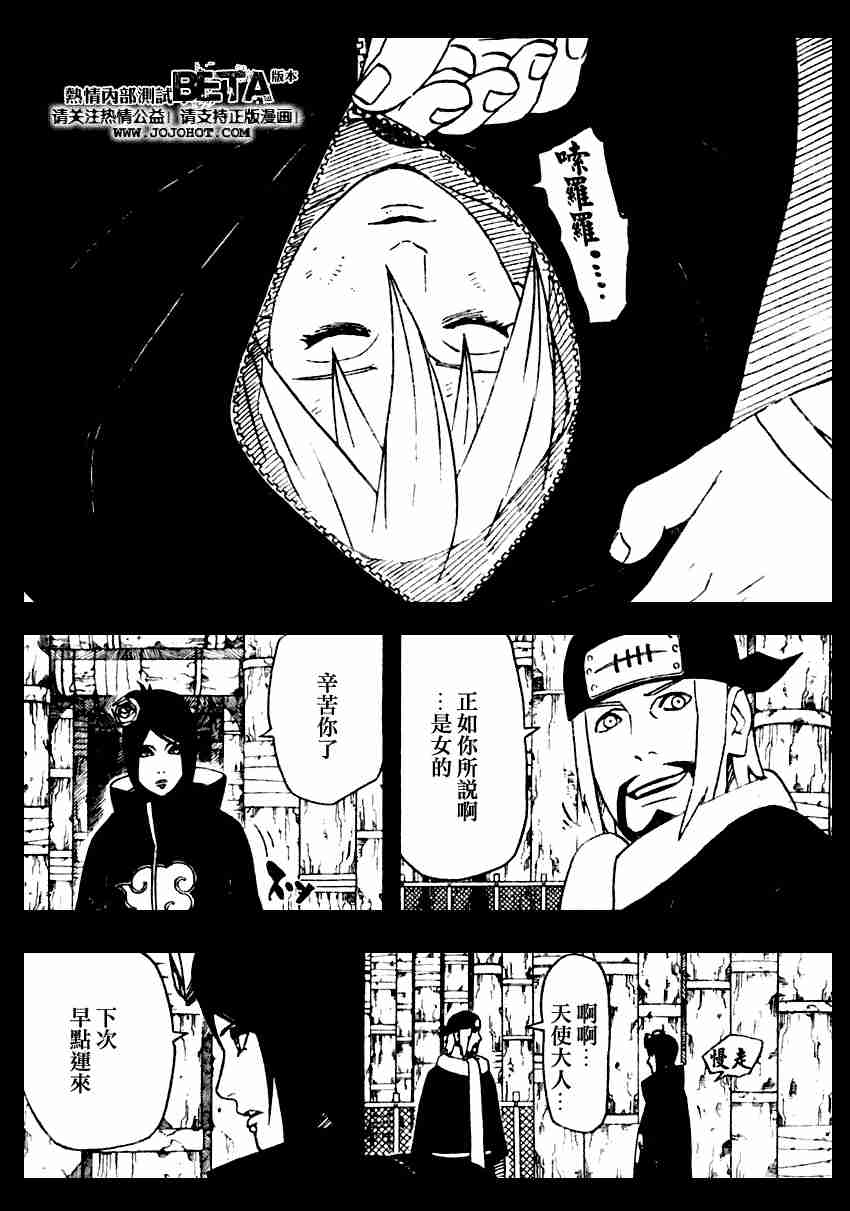 熱情內部測試BETA版本
请关注热情公益! 请支持正版漫画!
WWW.JOJOHOT.COM
嗦羅羅……
正如你所說啊
…是女的
辛苦你了
啊啊…
天使大人…
慢走
下次
早點運來